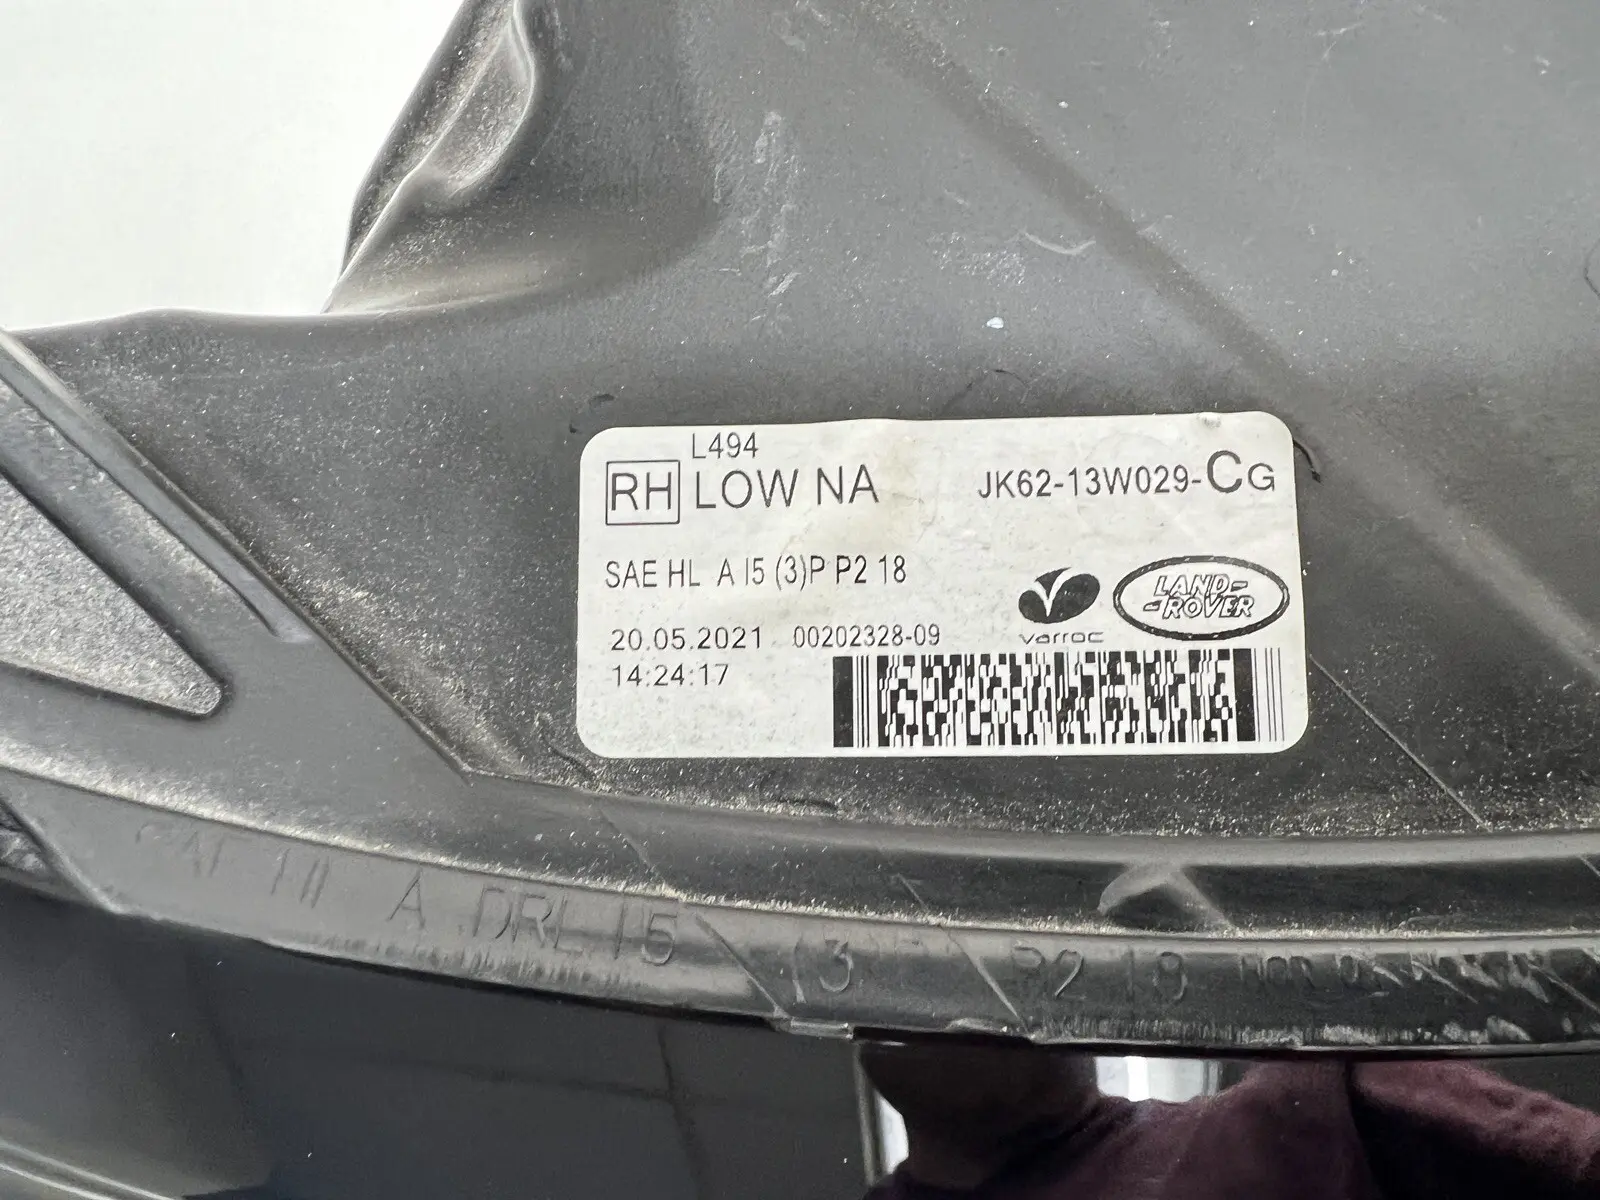 L494
RH LOW NA JK62-13W029-CG
SAE HL A I5 (3)P P2 18
varroc
LAND-
-ROVER
20.05.2021 00202328-09
14:24:17
A DRL I5 (3)P P2 18